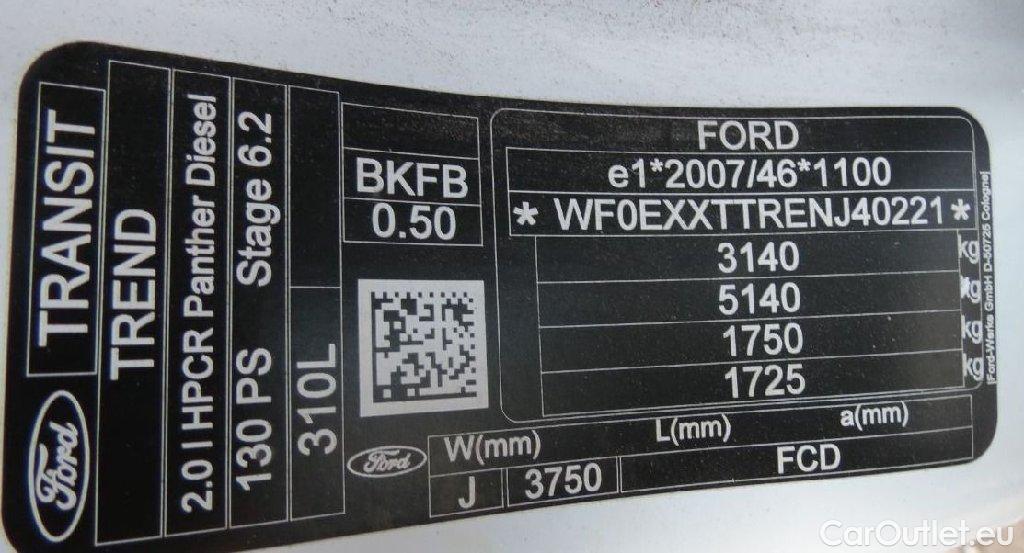 Ford
TRANSIT
TREND
2.0 l HPCR Panther Diesel
130 PS Stage 6.2
310L
BKFB
0.50
FORD
e1*2007/46*1100
* WF0EXXTTRENJ40221 *
3140 kg
5140 kg
1750 kg
1725 kg
[Ford-Werke GmbH D-50725 Cologne]
Ford
W(mm) L(mm) a(mm)
J 3750 FCD
CarOutlet.eu